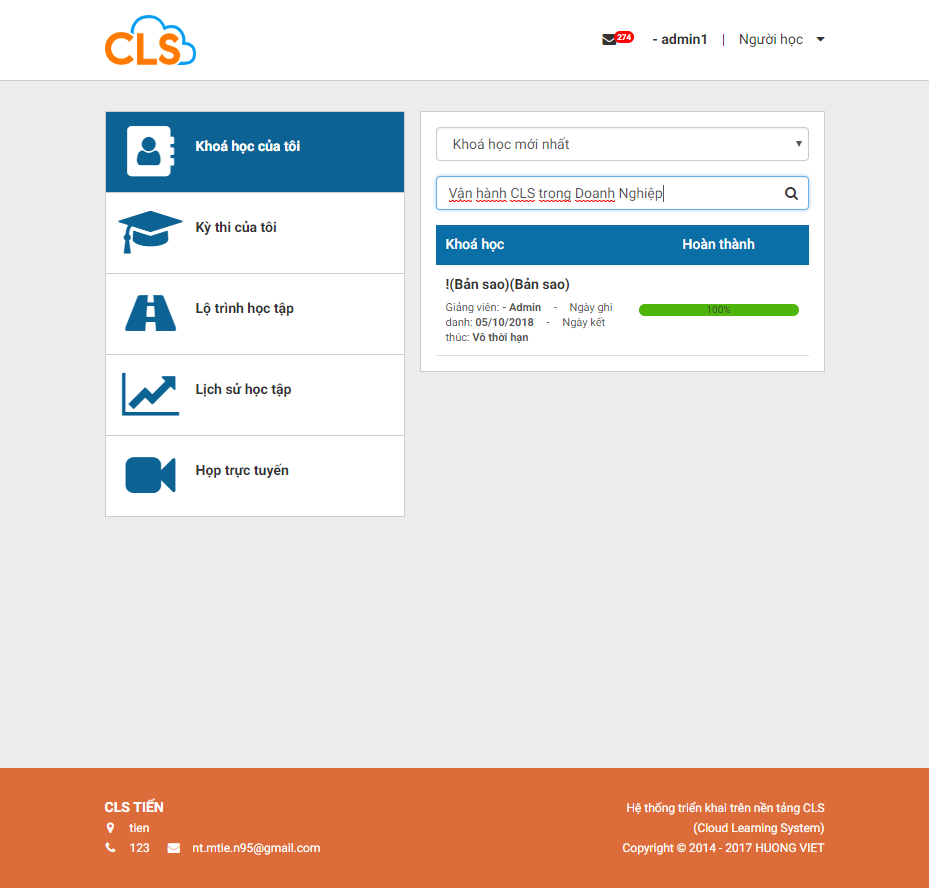 CLS
274
- admin1 | Người học
Khoá học của tôi
Kỳ thi của tôi
Lộ trình học tập
Lịch sử học tập
Họp trực tuyến
Khoá học mới nhất
Vận hành CLS trong Doanh Nghiệp
Khoá học Hoàn thành
!(Bản sao)(Bản sao)
Giảng viên: - Admin - Ngày ghi
danh: 05/10/2018 - Ngày kết
thúc: Vô thời hạn
100%
CLS TIẾN
tien
123 nt.mtie.n95@gmail.com
Hệ thống triển khai trên nền tảng CLS
(Cloud Learning System)
Copyright © 2014 - 2017 HUONG VIET